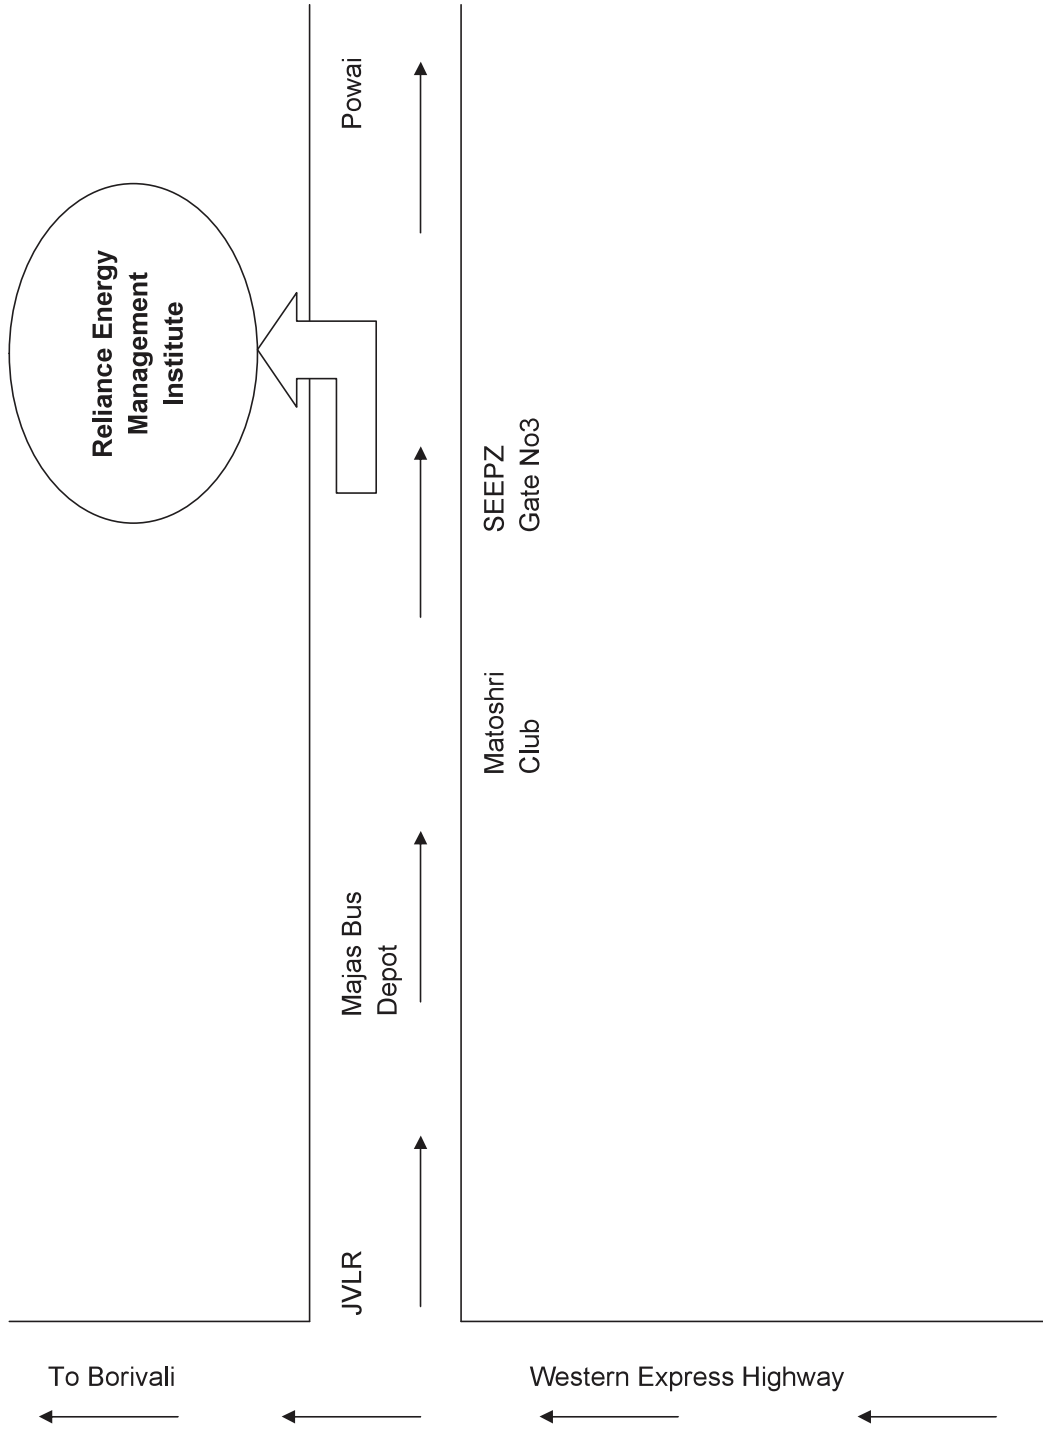 Reliance Energy
Management
Institute
Powai
SEEPZ
Gate No3
Matoshri
Club
Majas Bus
Depot
JVLR
To Borivali
Western Express Highway